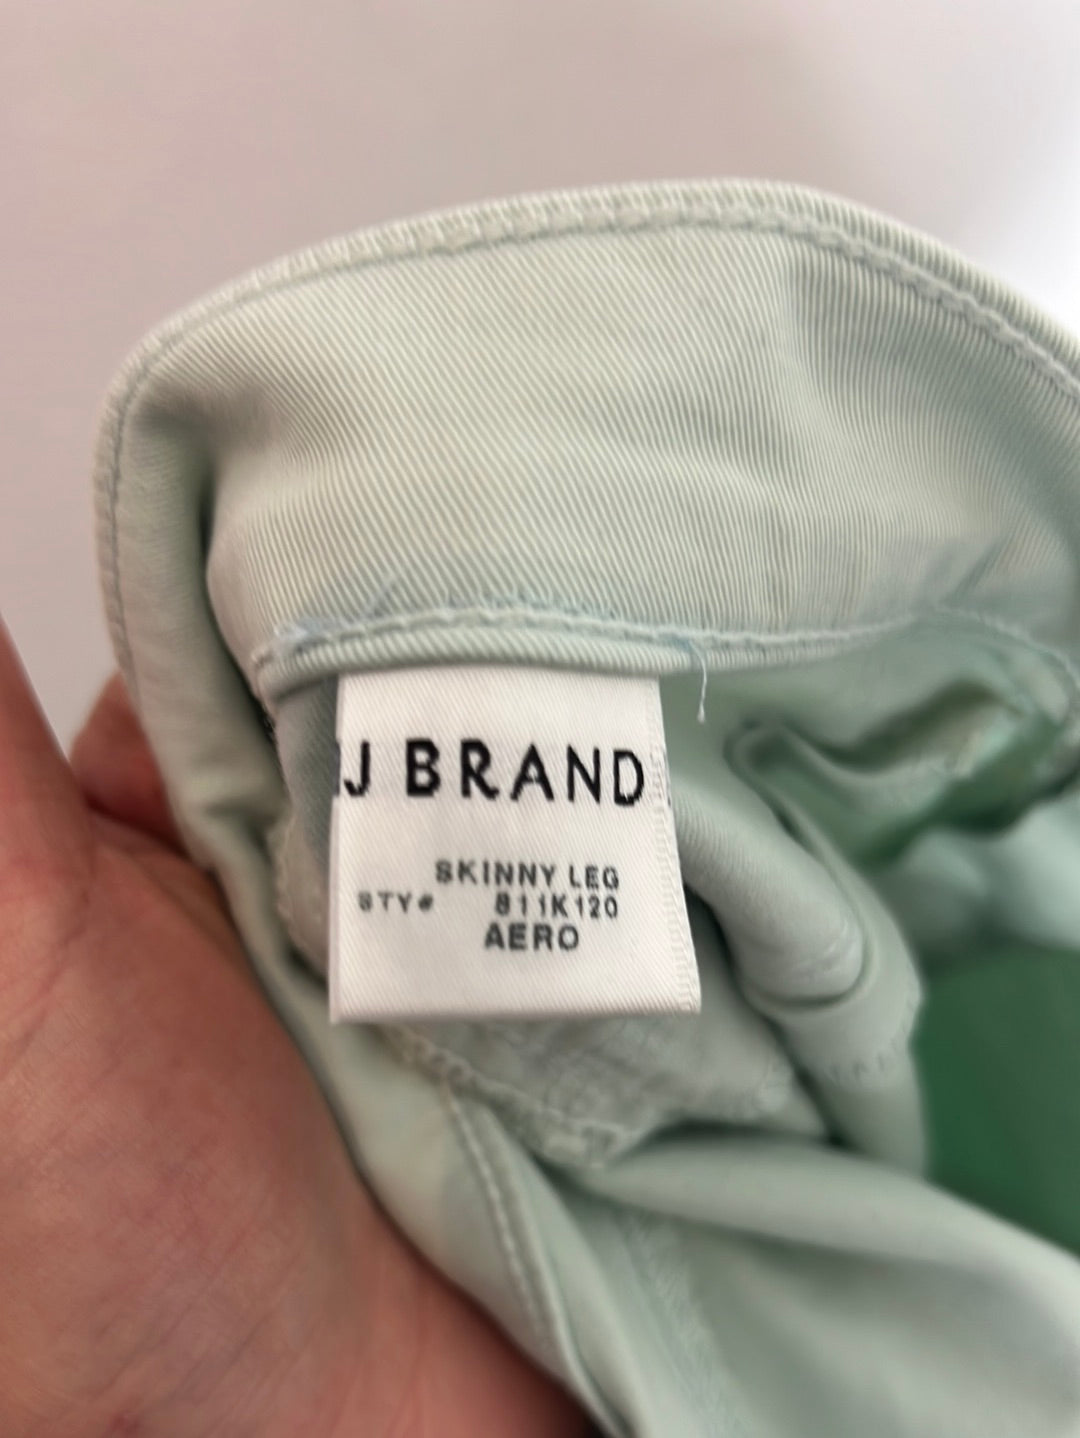 J BRAND
SKINNY LEG
STY# 811K120
AERO